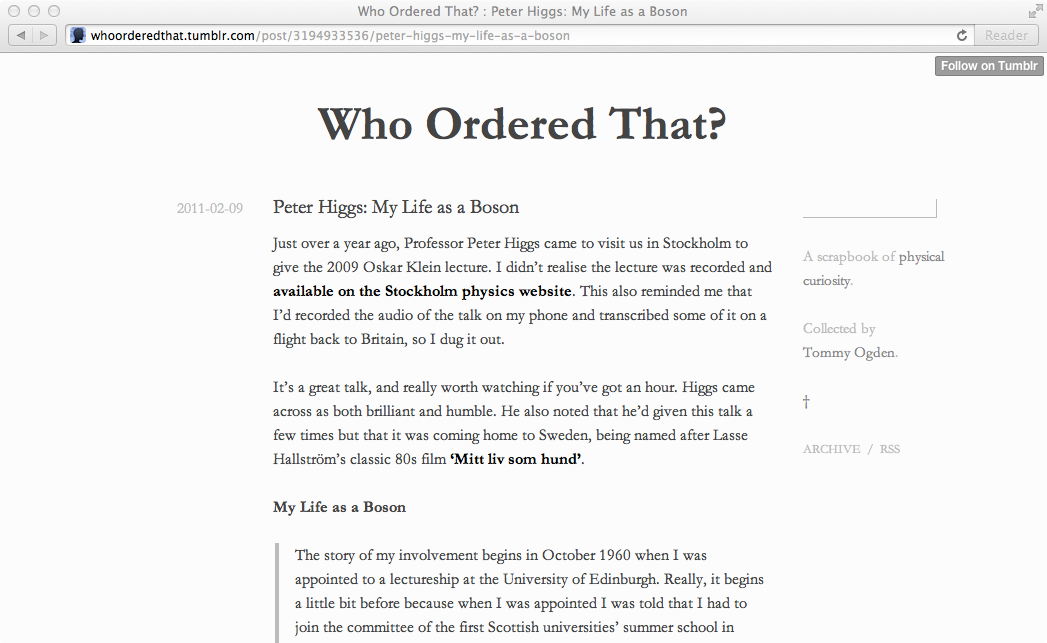 Who Ordered That? : Peter Higgs: My Life as a Boson
whoorderedthat.tumblr.com/post/3194933536/peter-higgs-my-life-as-a-boson
Reader
Follow on Tumblr
Who Ordered That?
2011-02-09
Peter Higgs: My Life as a Boson
Just over a year ago, Professor Peter Higgs came to visit us in Stockholm to
give the 2009 Oskar Klein lecture. I didn’t realise the lecture was recorded and
available on the Stockholm physics website. This also reminded me that
I’d recorded the audio of the talk on my phone and transcribed some of it on a
flight back to Britain, so I dug it out.
It’s a great talk, and really worth watching if you’ve got an hour. Higgs came
across as both brilliant and humble. He also noted that he’d given this talk a
few times but that it was coming home to Sweden, being named after Lasse
Hallström’s classic 80s film ‘Mitt liv som hund’.
My Life as a Boson
The story of my involvement begins in October 1960 when I was
appointed to a lectureship at the University of Edinburgh. Really, it begins
a little bit before because when I was appointed I was told that I had to
join the committee of the first Scottish universities’ summer school in
A scrapbook of physical
curiosity.
Collected by
Tommy Ogden.
†
ARCHIVE / RSS